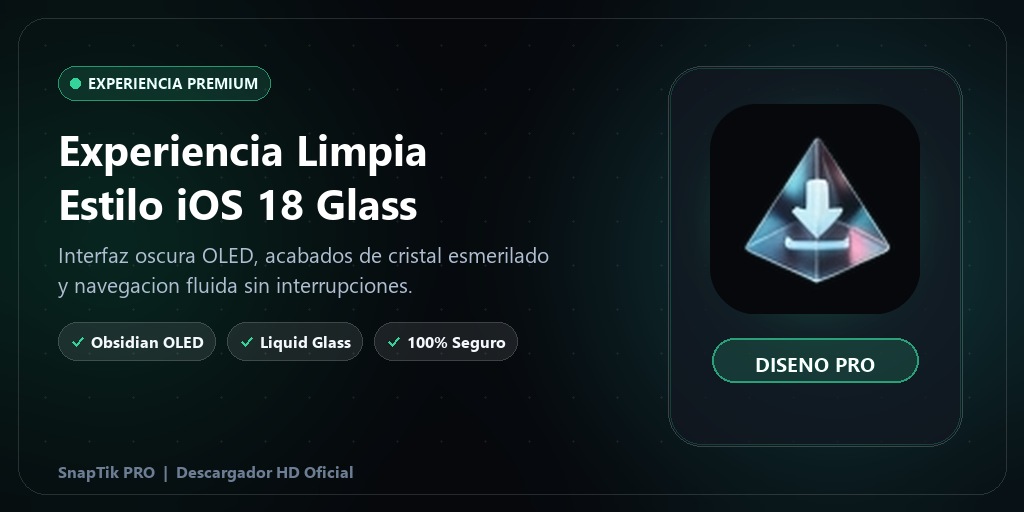 EXPERIENCIA PREMIUM
Experiencia Limpia
Estilo iOS 18 Glass
Interfaz oscura OLED, acabados de cristal esmerilado
y navegacion fluida sin interrupciones.
Obsidian OLED
Liquid Glass
100% Seguro
DISENO PRO
SnapTik PRO | Descargador HD Oficial